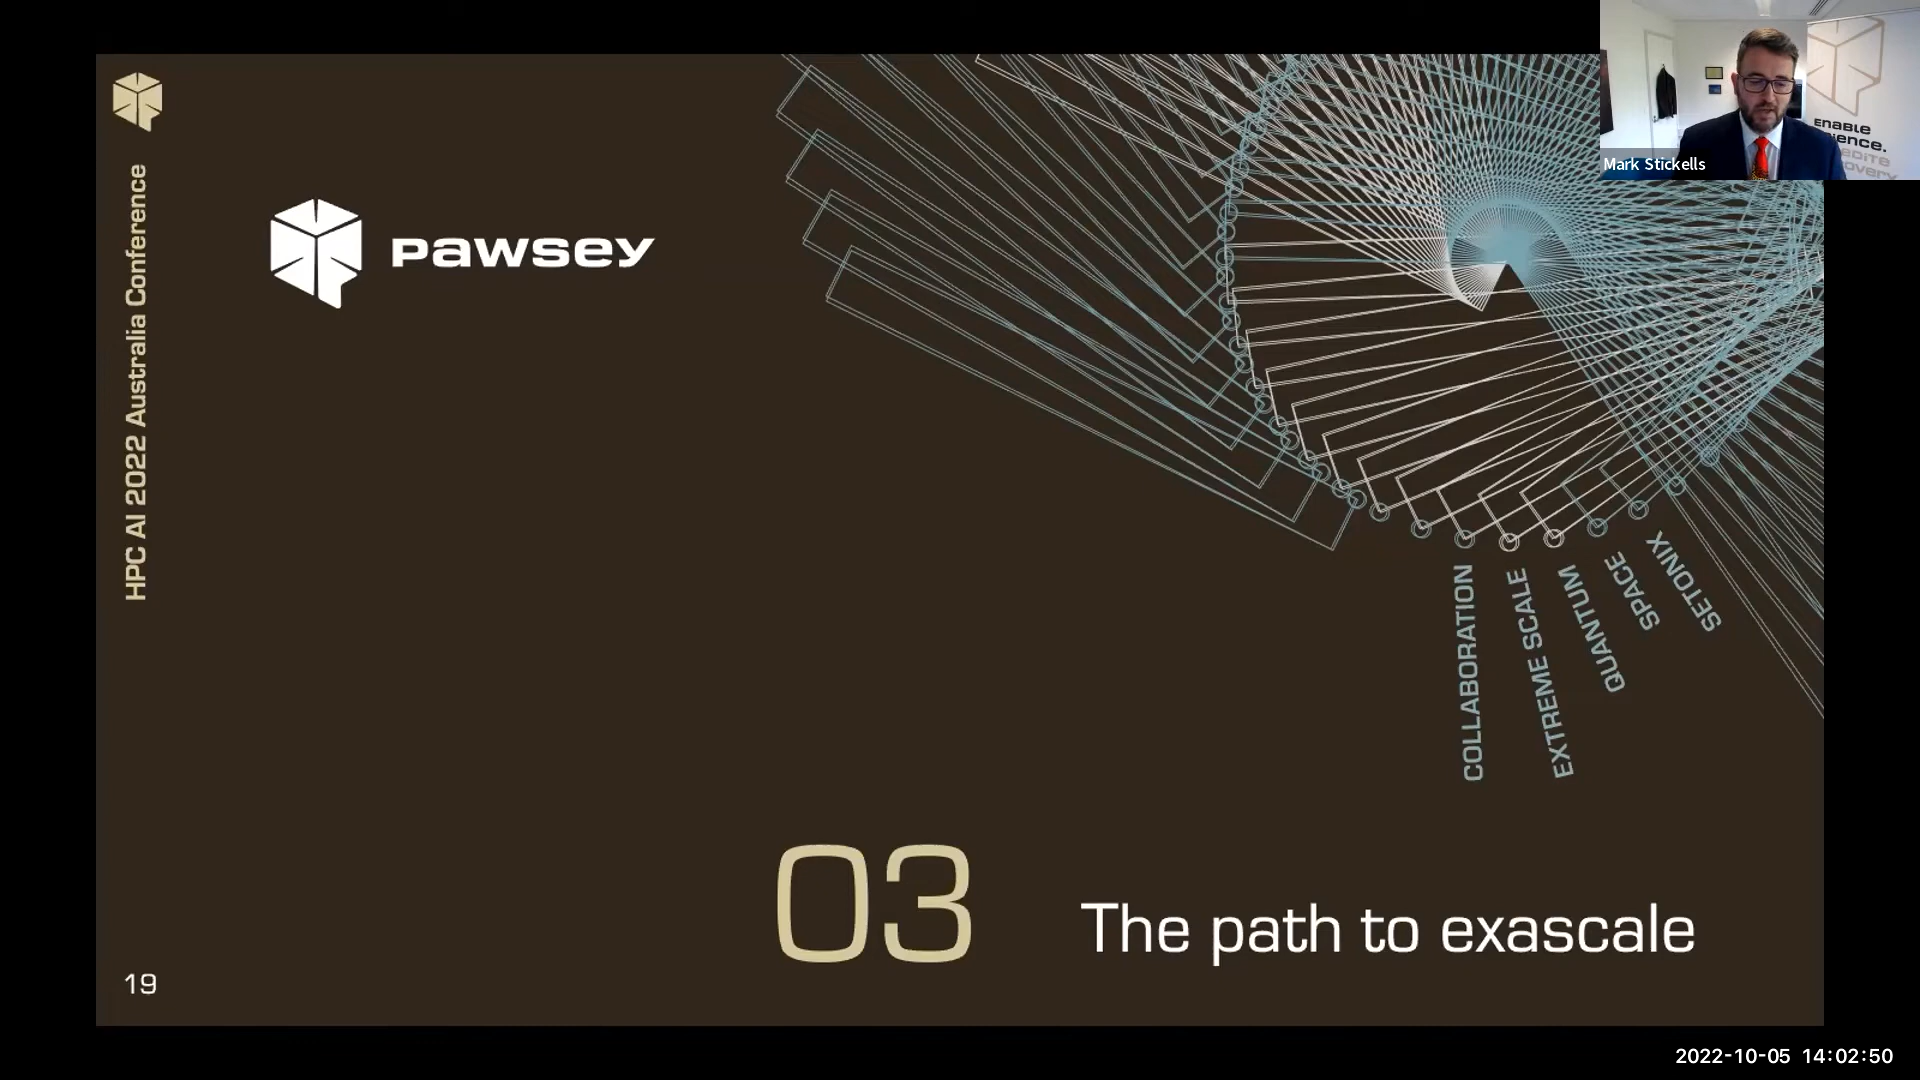 HPC AI 2022 Australia Conference
pawsey
COLLABORATION
EXTREME SCALE
QUANTUM
SPACE
SETONIX
03
The path to exascale
19
Mark Stickells
ENABLE
2022-10-05 14:02:50